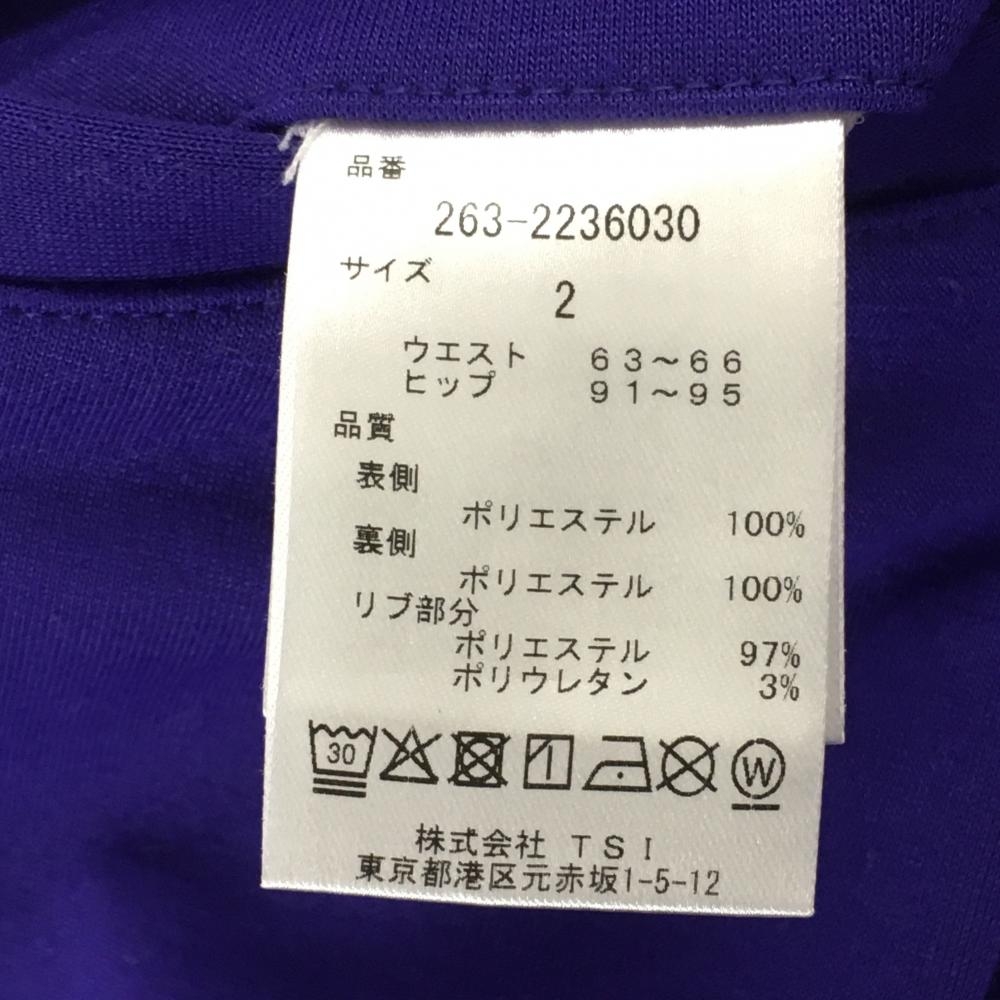 品番
263-2236030
サイズ
2
ウエスト 63～66
ヒップ 91～95
品質
表側
ポリエステル 100%
裏側
ポリエステル 100%
リブ部分
ポリエステル 97%
ポリウレタン 3%
30 W
株式会社 TSI
東京都港区元赤坂1-5-12